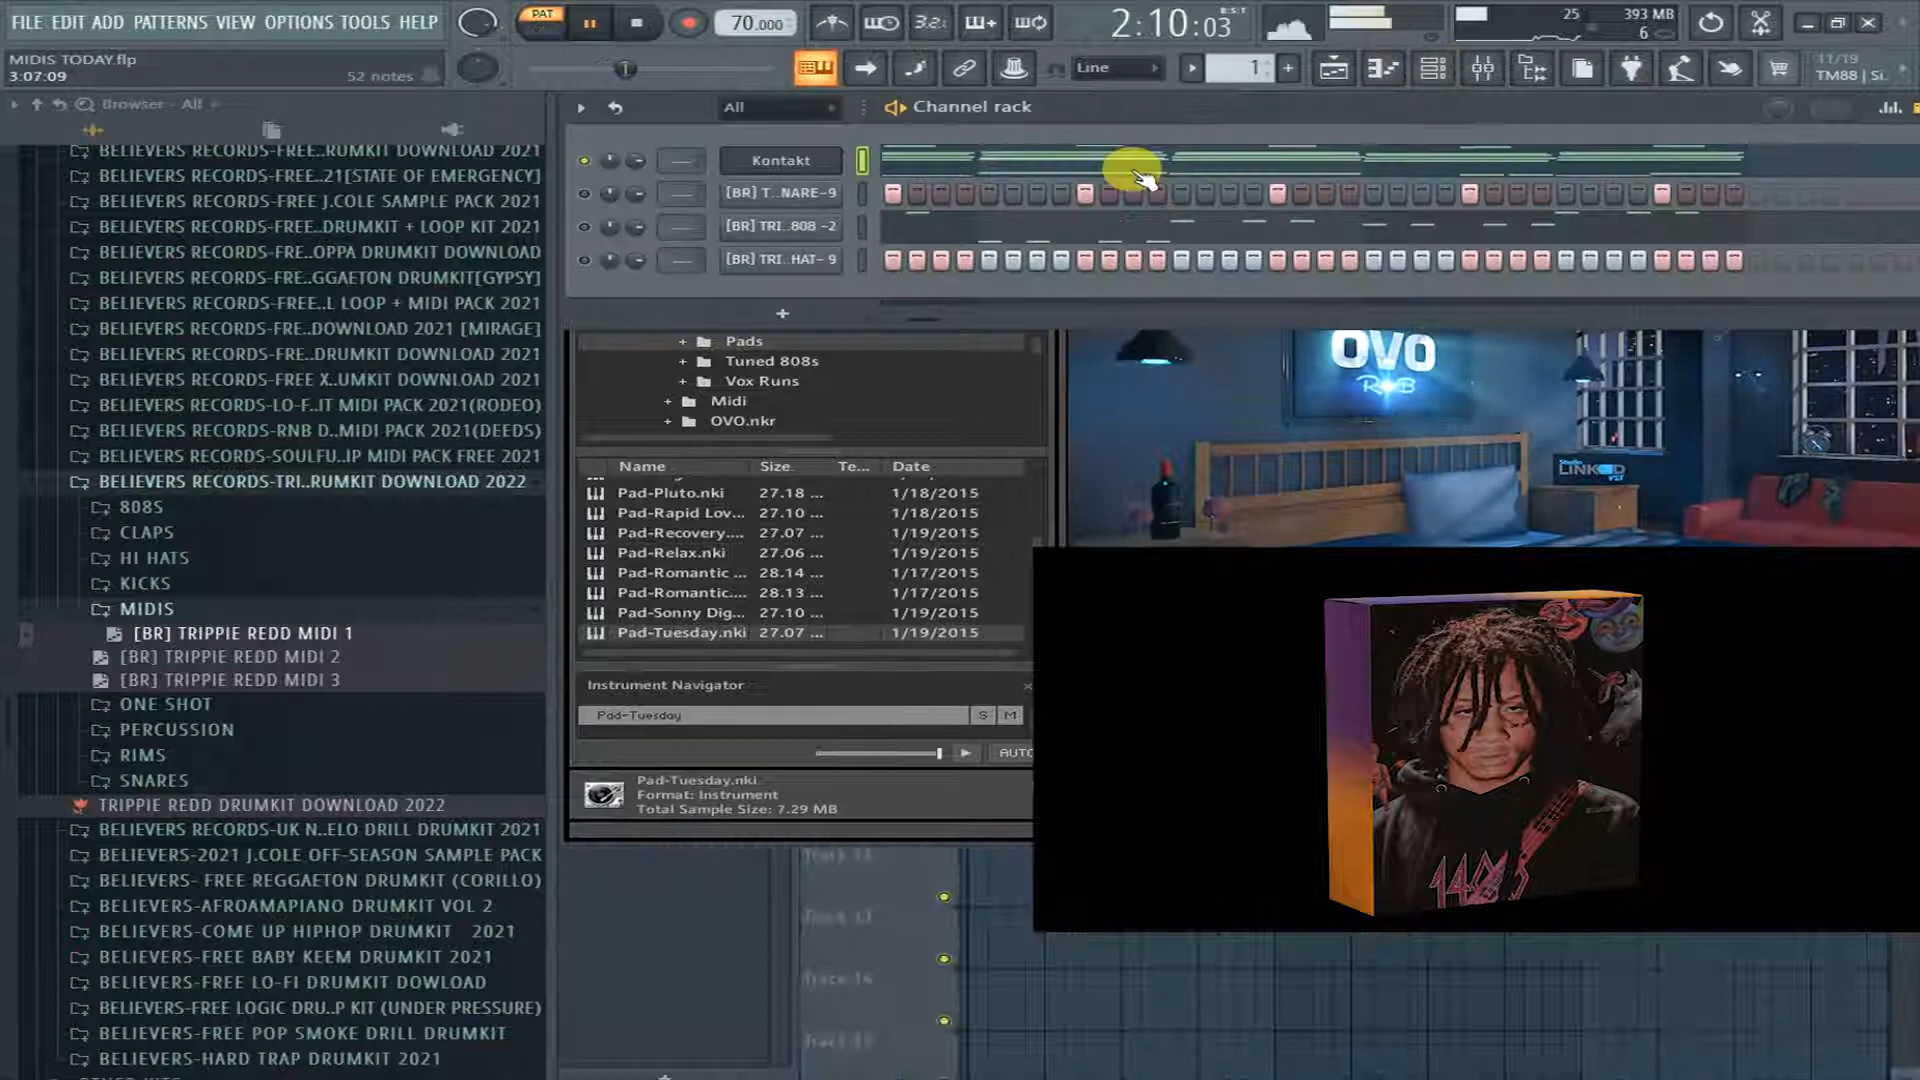 FILE EDIT ADD PATTERNS VIEW OPTIONS TOOLS HELP
PAT
70.000
3.2
2:10:03
B:S:T
25
393 MB
6
MIDIS TODAY.flp
3:07:09
52 notes
Line
1
11/19
TM88 | Si.
Browser - All
All
Channel rack
BELIEVERS RECORDS-FREE..RUMKIT DOWNLOAD 2021
BELIEVERS RECORDS-FREE..21[STATE OF EMERGENCY]
BELIEVERS RECORDS-FREE J.COLE SAMPLE PACK 2021
BELIEVERS RECORDS-FREE..DRUMKIT + LOOP KIT 2021
BELIEVERS RECORDS-FRE..OPPA DRUMKIT DOWNLOAD
BELIEVERS RECORDS-FRE..GGAETON DRUMKIT[GYPSY]
BELIEVERS RECORDS-FREE..L LOOP + MIDI PACK 2021
BELIEVERS RECORDS-FRE..DOWNLOAD 2021 [MIRAGE]
BELIEVERS RECORDS-FRE..DRUMKIT DOWNLOAD 2021
BELIEVERS RECORDS-FREE X..UMKIT DOWNLOAD 2021
BELIEVERS RECORDS-LO-F..IT MIDI PACK 2021(RODEO)
BELIEVERS RECORDS-RNB D..MIDI PACK 2021(DEEDS)
BELIEVERS RECORDS-SOULFU..IP MIDI PACK FREE 2021
BELIEVERS RECORDS-TRI..RUMKIT DOWNLOAD 2022
808S
CLAPS
HI HATS
KICKS
MIDIS
[BR] TRIPPIE REDD MIDI 1
[BR] TRIPPIE REDD MIDI 2
[BR] TRIPPIE REDD MIDI 3
ONE SHOT
PERCUSSION
RIMS
SNARES
TRIPPIE REDD DRUMKIT DOWNLOAD 2022
BELIEVERS RECORDS-UK N..ELO DRILL DRUMKIT 2021
BELIEVERS-2021 J.COLE OFF-SEASON SAMPLE PACK
BELIEVERS- FREE REGGAETON DRUMKIT (CORILLO)
BELIEVERS-AFROAMAPIANO DRUMKIT VOL 2
BELIEVERS-COME UP HIPHOP DRUMKIT 2021
BELIEVERS-FREE BABY KEEM DRUMKIT 2021
BELIEVERS-FREE LO-FI DRUMKIT DOWLOAD
BELIEVERS-FREE LOGIC DRU..P KIT (UNDER PRESSURE)
BELIEVERS-FREE POP SMOKE DRILL DRUMKIT
BELIEVERS-HARD TRAP DRUMKIT 2021
Kontakt
[BR] T..NARE-9
[BR] TRI..808 -2
[BR] TRI..HAT- 9
Pads
Tuned 808s
Vox Runs
Midi
OVO.nkr
Name Size Te... Date
Pad-Pluto.nki 27.18 ... 1/18/2015
Pad-Rapid Lov... 27.10 ... 1/18/2015
Pad-Recovery.... 27.07 ... 1/19/2015
Pad-Relax.nki 27.06 ... 1/19/2015
Pad-Romantic ... 28.14 ... 1/17/2015
Pad-Romantic.... 28.13 ... 1/17/2015
Pad-Sonny Dig... 27.10 ... 1/19/2015
Pad-Tuesday.nki 27.07 ... 1/19/2015
Instrument Navigator
Pad-Tuesday
S M
AUTO
Pad-Tuesday.nki
Format: Instrument
Total Sample Size: 7.29 MB
OVO
RnB
Studio
LINKED
VST
Track 13
Track 14
Track 15